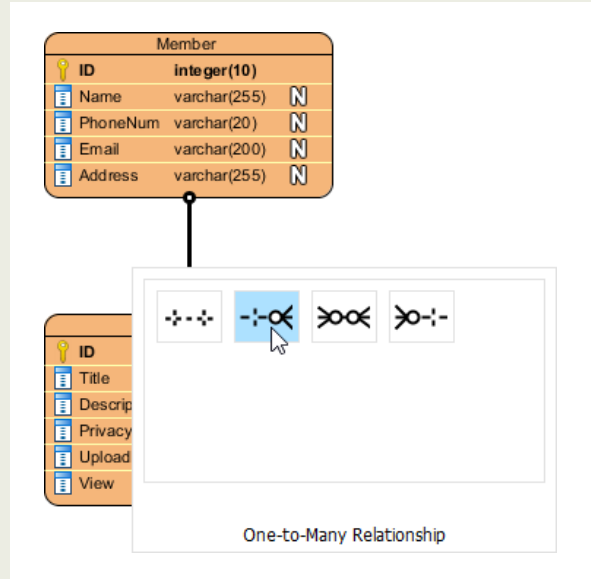 Member
ID integer(10)
Name varchar(255) N
PhoneNum varchar(20) N
Email varchar(200) N
Address varchar(255) N
ID
Title
Descrip
Privacy
Upload
View
One-to-Many Relationship